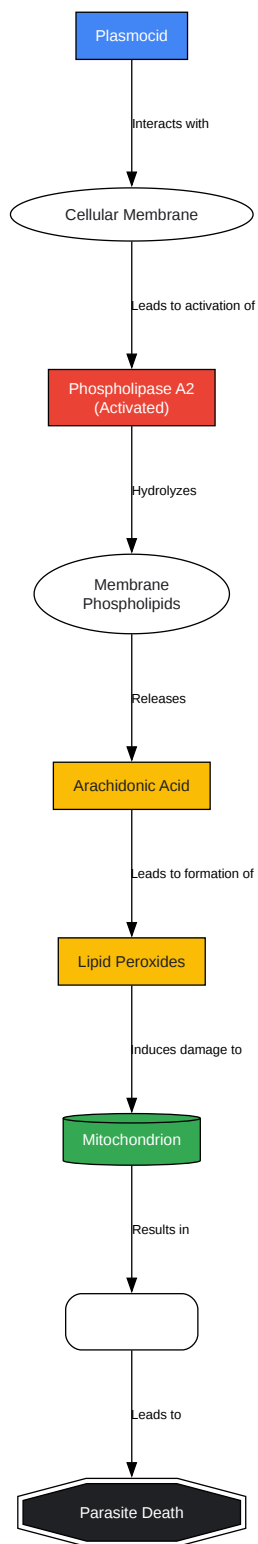 Plasmocid
Interacts with
Cellular Membrane
Leads to activation of
Phospholipase A2
(Activated)
Hydrolyzes
Membrane
Phospholipids
Releases
Arachidonic Acid
Leads to formation of
Lipid Peroxides
Induces damage to
Mitochondrion
Results in
Leads to
Parasite Death